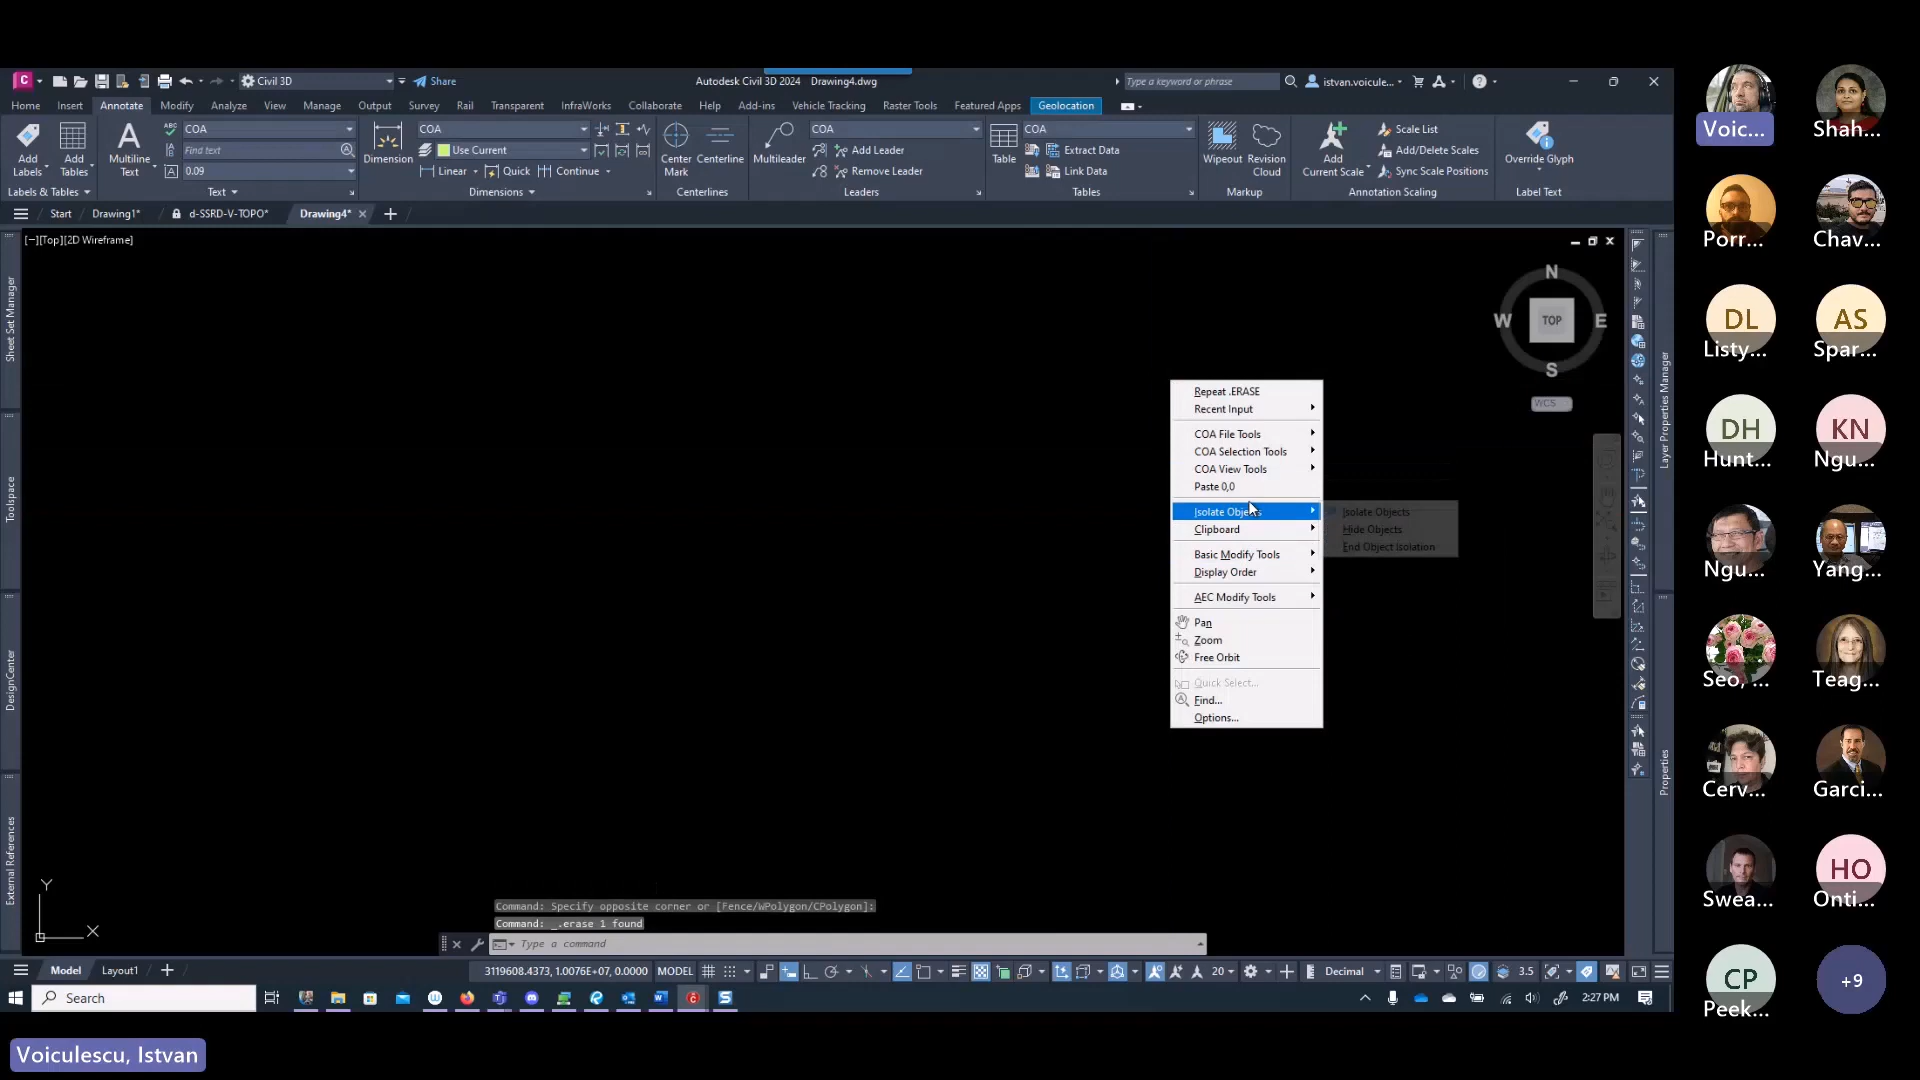 Civil 3D
Share
Autodesk Civil 3D 2024 Drawing4.dwg
Type a keyword or phrase
istvan.voicule...
Home Insert Annotate Modify Analyze View Manage Output Survey Rail Transparent InfraWorks Collaborate Help Add-ins Vehicle Tracking Raster Tools Featured Apps Geolocation
Add Labels
Add Tables
Labels & Tables
Multiline Text
COA
Find text
0.09
Text
Dimension
COA
Use Current
Linear Quick Continue
Dimensions
Center Mark
Centerline
Centerlines
Multileader
COA
Add Leader
Remove Leader
Leaders
Table
COA
Extract Data
Link Data
Tables
Wipeout
Revision Cloud
Markup
Add Current Scale
Scale List
Add/Delete Scales
Sync Scale Positions
Annotation Scaling
Override Glyph
Label Text
Start Drawing1* d-SSRD-V-TOPO* Drawing4*
[−][Top][2D Wireframe]
Sheet Set Manager
Toolspace
DesignCenter
External References
N
W TOP E
S
WCS
Layer Properties Manager
Properties
Repeat .ERASE
Recent Input
COA File Tools
COA Selection Tools
COA View Tools
Paste 0,0
Isolate Objects
Clipboard
Basic Modify Tools
Display Order
AEC Modify Tools
Pan
Zoom
Free Orbit
Quick Select...
Find...
Options...
Isolate Objects
Hide Objects
End Object Isolation
Y
X
Command: Specify opposite corner or [Fence/WPolygon/CPolygon]:
Command: _.erase 1 found
Type a command
Model Layout1
3119608.4373, 1.0076E+07, 0.0000 MODEL
20
Decimal
3.5
Search
2:27 PM
Voic...
Shah...
Porr...
Chav...
DL
Listy...
AS
Spar...
DH
Hunt...
KN
Ngu...
Ngu...
Yang...
Seo, ...
Teag...
Cerv...
Garci...
Swea...
HO
Onti...
CP
Peek...
+9
Voiculescu, Istvan